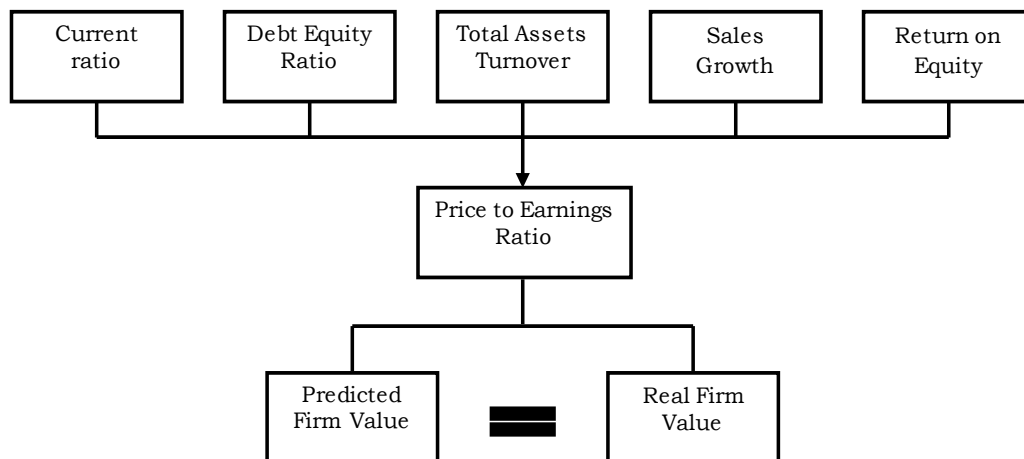 Current
ratio
Debt Equity
Ratio
Total Assets
Turnover
Sales
Growth
Return on
Equity
Price to Earnings
Ratio
Predicted
Firm Value
Real Firm
Value